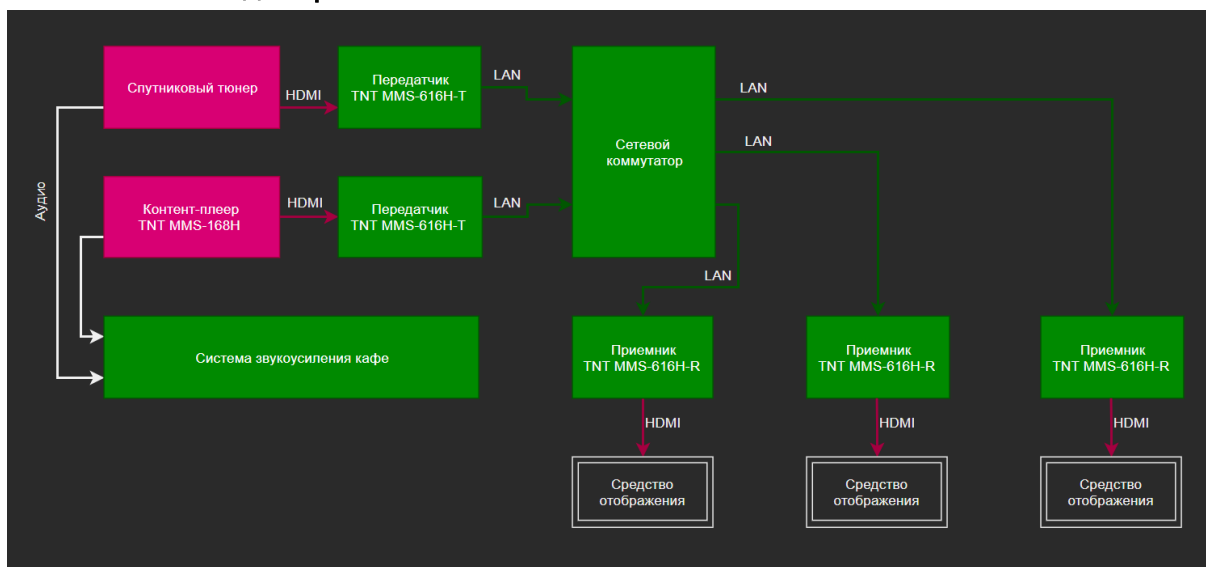 Спутниковый тюнер
HDMI
Передатчик
TNT MMS-616H-T
LAN
Сетевой
коммутатор
LAN
LAN
Аудио
Контент-плеер
TNT MMS-168H
HDMI
Передатчик
TNT MMS-616H-T
LAN
LAN
Система звукоусиления кафе
Приемник
TNT MMS-616H-R
Приемник
TNT MMS-616H-R
Приемник
TNT MMS-616H-R
HDMI
HDMI
HDMI
Средство
отображения
Средство
отображения
Средство
отображения